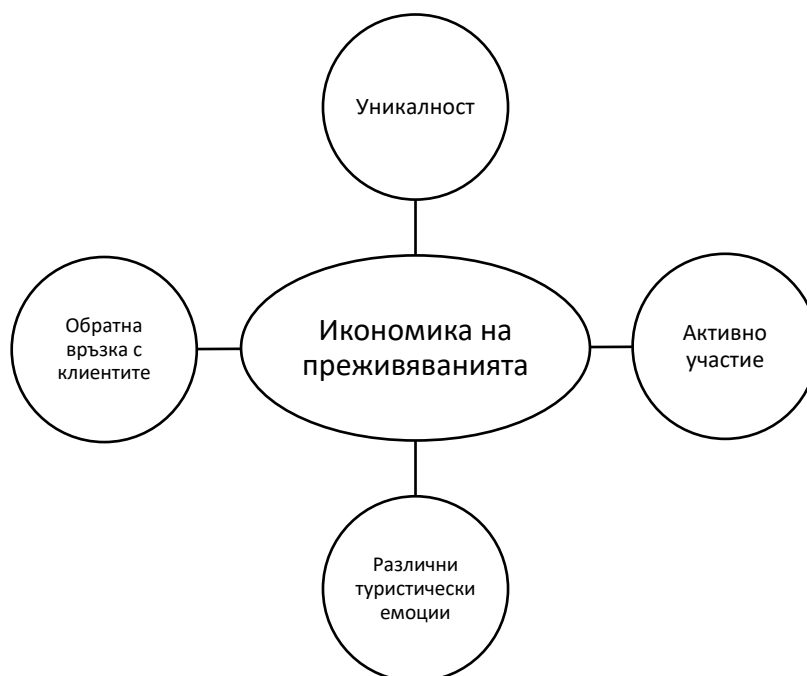 Уникалност
Обратна
връзка с
клиентите
Икономика на
преживяванията
Активно
участие
Различни
туристически
емоции